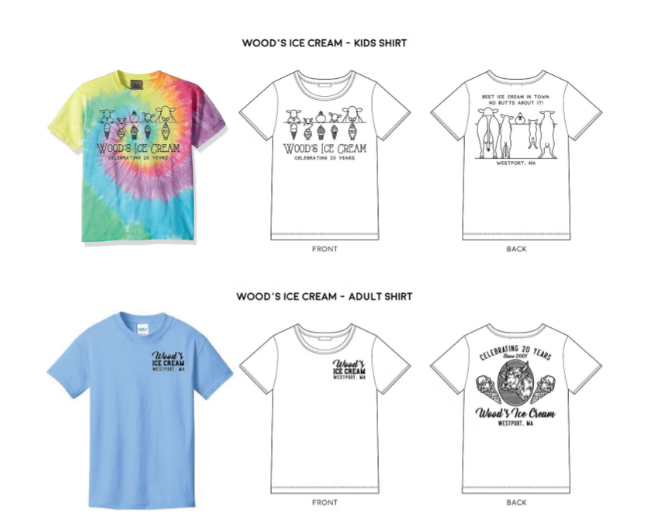 WOOD'S ICE CREAM - KIDS SHIRT
WOOD'S ICE CREAM
CELEBRATING 20 YEARS
WOOD'S ICE CREAM
CELEBRATING 20 YEARS
FRONT
BEST ICE CREAM IN TOWN.
NO BUTTS ABOUT IT!
WESTPORT, MA
BACK
WOOD'S ICE CREAM - ADULT SHIRT
Wood's
ICE CREAM
WESTPORT, MA
Wood's
ICE CREAM
WESTPORT, MA
FRONT
CELEBRATING 20 YEARS
Since 2001
Wood's Ice Cream
WESTPORT, MA
BACK